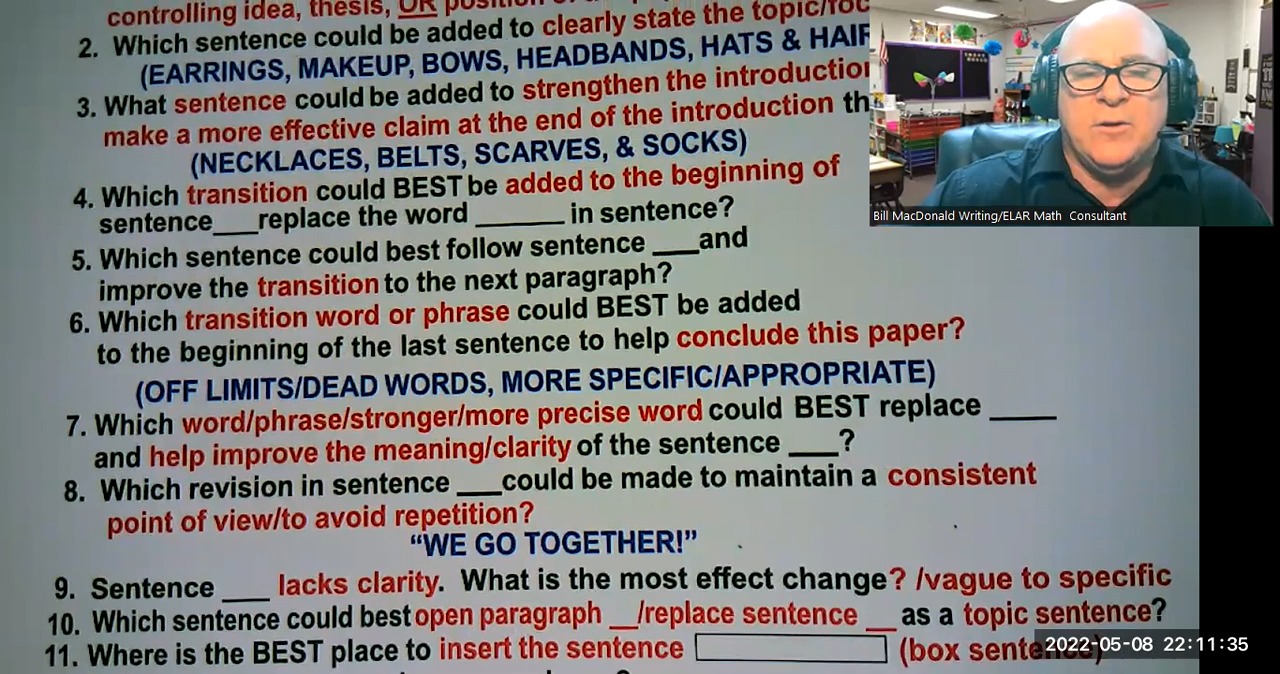 controlling idea, thesis, OR
2. Which sentence could be added to clearly state the topic/foc
(EARRINGS, MAKEUP, BOWS, HEADBANDS, HATS & HAIR
3. What sentence could be added to strengthen the introduction
make a more effective claim at the end of the introduction th
(NECKLACES, BELTS, SCARVES, & SOCKS)
4. Which transition could BEST be added to the beginning of
sentence___replace the word ______ in sentence?
5. Which sentence could best follow sentence ___and
improve the transition to the next paragraph?
6. Which transition word or phrase could BEST be added
to the beginning of the last sentence to help conclude this paper?
(OFF LIMITS/DEAD WORDS, MORE SPECIFIC/APPROPRIATE)
7. Which word/phrase/stronger/more precise word could BEST replace ____
and help improve the meaning/clarity of the sentence ___?
8. Which revision in sentence ___could be made to maintain a consistent
point of view/to avoid repetition?
“WE GO TOGETHER!”
9. Sentence ___ lacks clarity. What is the most effect change? /vague to specific
10. Which sentence could best open paragraph __/replace sentence __ as a topic sentence?
11. Where is the BEST place to insert the sentence (box sentence)
Bill MacDonald Writing/ELAR Math Consultant
2022-05-08 22:11:35